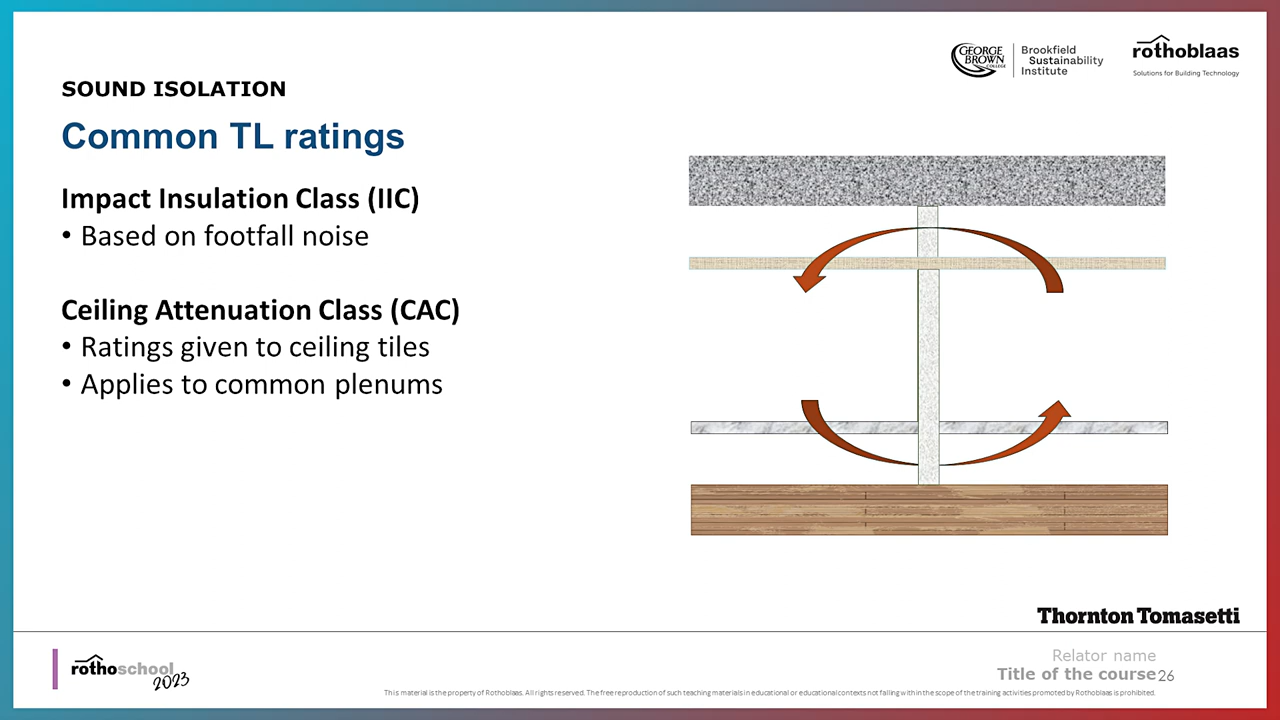 GEORGE BROWN COLLEGE
Brookfield
Sustainability
Institute
rothoblaas
Solutions for Building Technology
SOUND ISOLATION
Common TL ratings
Impact Insulation Class (IIC)
• Based on footfall noise
Ceiling Attenuation Class (CAC)
• Ratings given to ceiling tiles
• Applies to common plenums
Thornton Tomasetti
rothoschool
2023
Relator name
Title of the course 26
This material is the property of Rothoblaas. All rights reserved. The free reproduction of such teaching materials in educational or educational contexts not falling within the scope of the training activities promoted by Rothoblaas is prohibited.